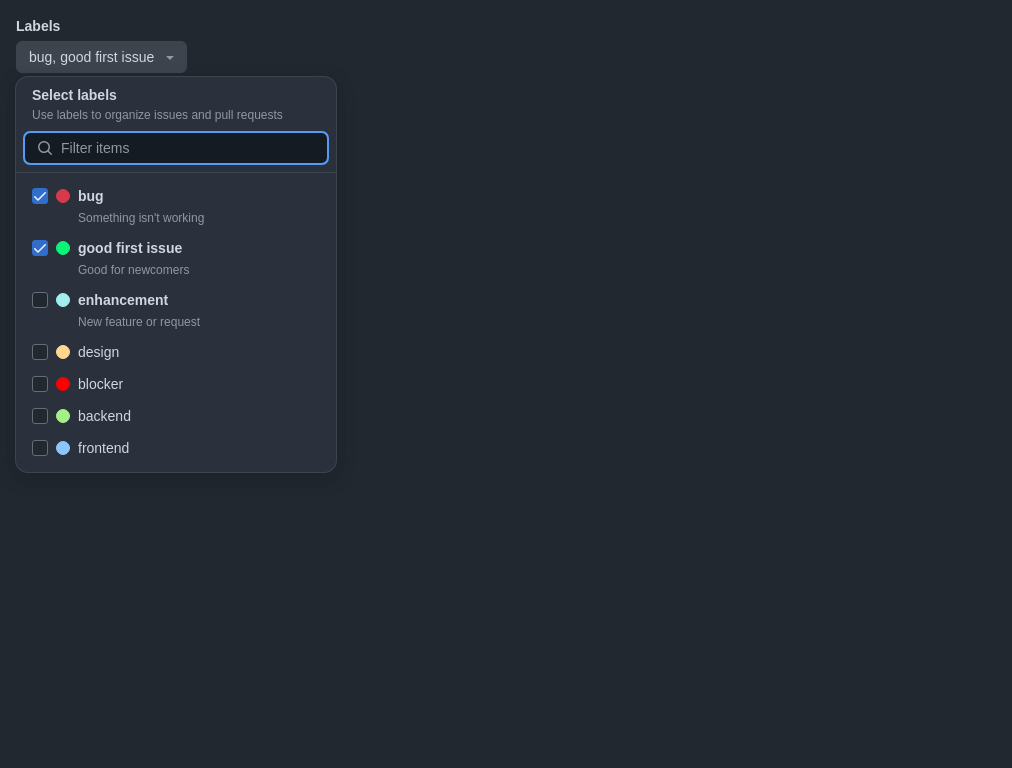 Labels
bug, good first issue
Select labels
Use labels to organize issues and pull requests
Filter items
bug
Something isn't working
good first issue
Good for newcomers
enhancement
New feature or request
design
blocker
backend
frontend